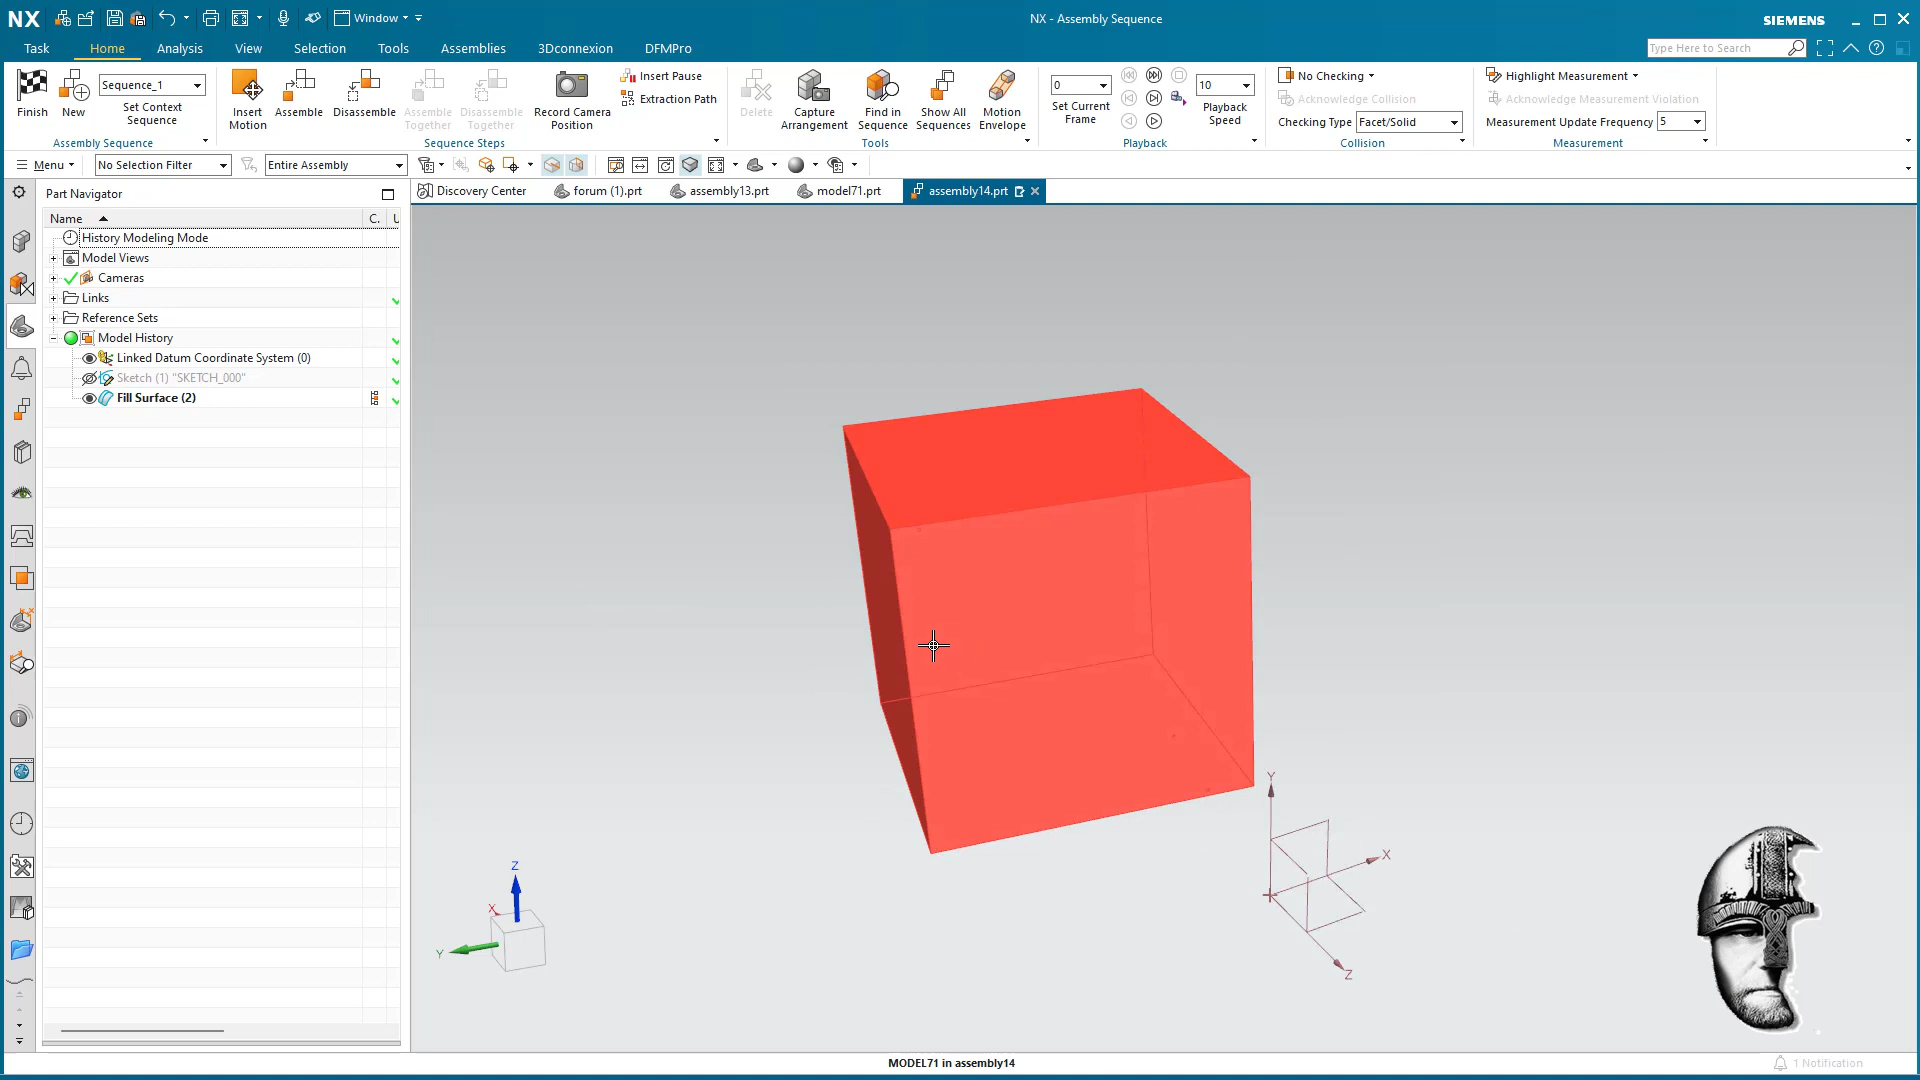 NX
Window
NX - Assembly Sequence
SIEMENS
Task
Home
Analysis
View
Selection
Tools
Assemblies
3Dconnexion
DFMPro
Type Here to Search
Finish
New
Sequence_1
Set Context
Sequence
Assembly Sequence
Insert
Motion
Assemble
Disassemble
Assemble
Together
Disassemble
Together
Record Camera
Position
Insert Pause
Extraction Path
Sequence Steps
Delete
Capture
Arrangement
Find in
Sequence
Show All
Sequences
Motion
Envelope
Tools
0
Set Current
Frame
10
Playback
Speed
Playback
No Checking
Acknowledge Collision
Checking Type
Facet/Solid
Collision
Highlight Measurement
Acknowledge Measurement Violation
Measurement Update Frequency
5
Measurement
Menu
No Selection Filter
Entire Assembly
Part Navigator
Discovery Center
forum (1).prt
assembly13.prt
model71.prt
assembly14.prt
Name
C.
U
History Modeling Mode
Model Views
Cameras
Links
Reference Sets
Model History
Linked Datum Coordinate System (0)
Sketch (1) "SKETCH_000"
Fill Surface (2)
Y
X
Z
Z
X
Y
MODEL71 in assembly14
1 Notification